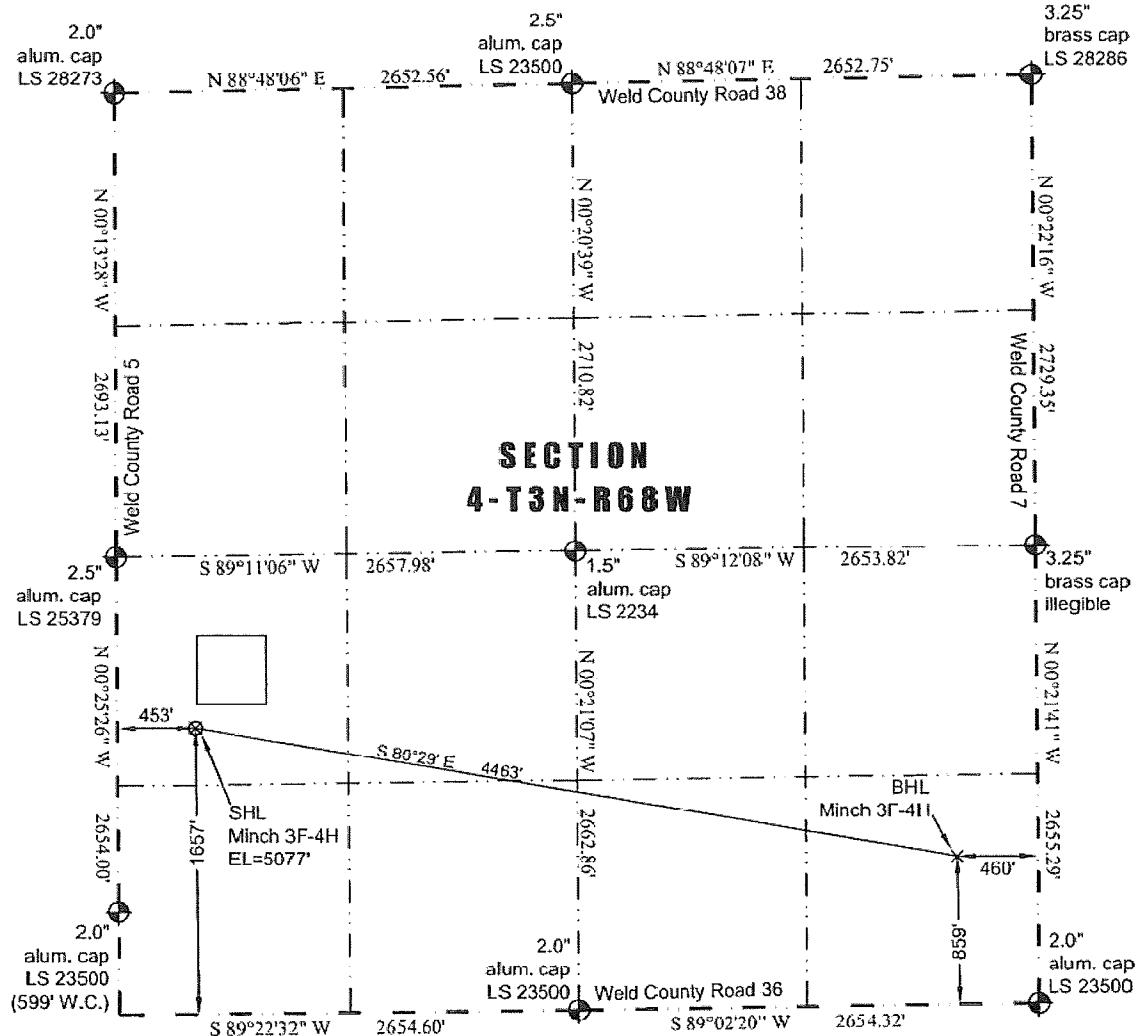 2.0"
alum. cap
LS 28273
2.5"
alum. cap
LS 23500
3.25"
brass cap
LS 28286
N 88°48'06" E
2652.56'
N 88°48'07" E
2652.75'
Weld County Road 38
N 00°13'28" W
2693.13'
Weld County Road 5
N 00°20'39" W
2710.82'
N 00°22'16" W
2729.35'
Weld County Road 7
SECTION
4-T3N-R68W
2.5"
alum. cap
LS 25379
S 89°11'06" W
2657.98'
1.5"
alum. cap
LS 2234
S 89°12'08" W
2653.82'
3.25"
brass cap
illegible
N 00°25'26" W
2654.00'
453'
1657'
SHL
Minch 3F-4H
EL=5077'
S 80°29' E
4463'
N 00°21'07" W
2662.86'
BHL
Minch 3F-4H
460'
859'
N 00°21'41" W
2655.29'
2.0"
alum. cap
LS 23500
(599' W.C.)
2.0"
alum. cap
LS 23500
Weld County Road 36
2.0"
alum. cap
LS 23500
S 89°22'32" W
2654.60'
S 89°02'20" W
2654.32'